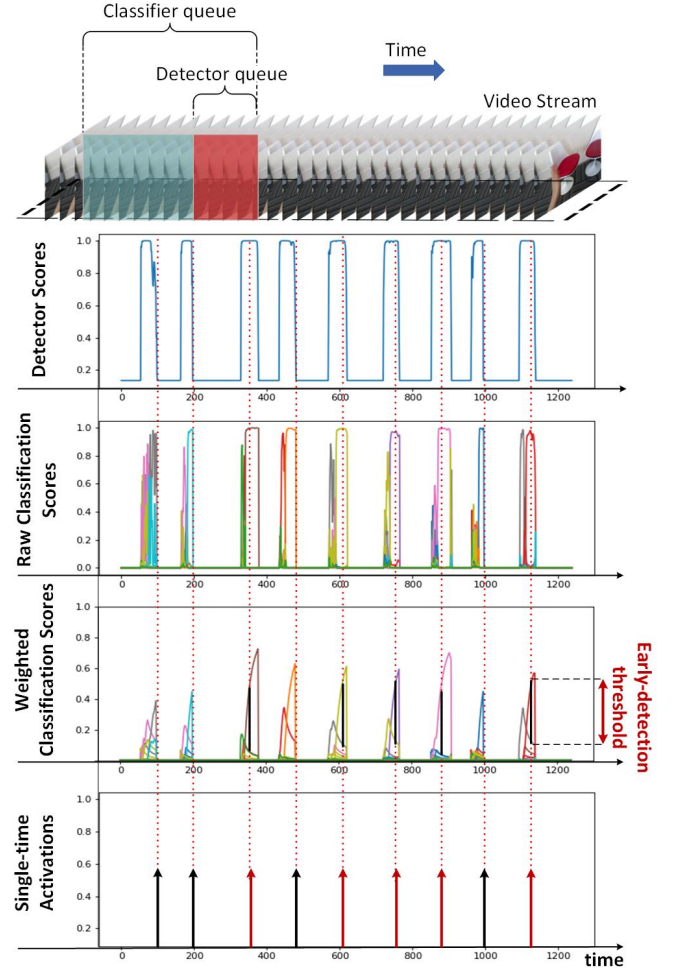 Classifier queue
Detector queue
Time
Video Stream
Detector Scores
1.0
0.8
0.6
0.4
0.2
0 200 400 600 800 1000 1200
Raw Classification
Scores
1.0
0.8
0.6
0.4
0.2
0.0
0 200 400 600 800 1000 1200
Weighted
Classification Scores
1.0
0.8
0.6
0.4
0.2
0 200 400 600 800 1000 1200
Early-detection
threshold
Single-time
Activations
1.0
0.8
0.6
0.4
0.2
0 200 400 600 800 1000 1200
time